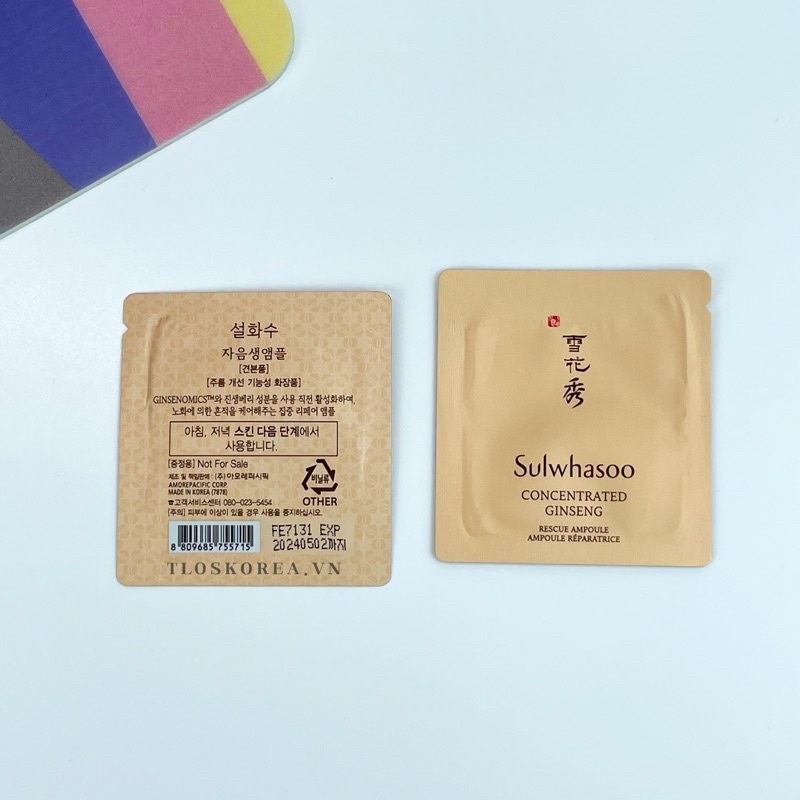 설화수
자음생앰플
[견본품]
[주름 개선 기능성 화장품]
GINSENOMICS™와 진생베리 성분을 사용 직전 활성화하여,
노화에 의한 흔적을 케어해주는 집중 리페어 앰플
아침, 저녁 스킨 다음 단계에서
사용합니다.
[증정용] Not For Sale
제조 및 책임판매 : (주)아모레퍼시픽
AMOREPACIFIC CORP.
MADE IN KOREA (7878)
☎고객서비스센터 080-023-5454
[주의] 피부에 이상이 있을 경우 사용을 중지하십시오.
비닐류
OTHER
8 809685 755715
FE7131 EXP
20240502까지
TLOSKOREA.VN
雪
花
秀
Sulwhasoo
CONCENTRATED
GINSENG
RESCUE AMPOULE
AMPOULE RÉPARATRICE